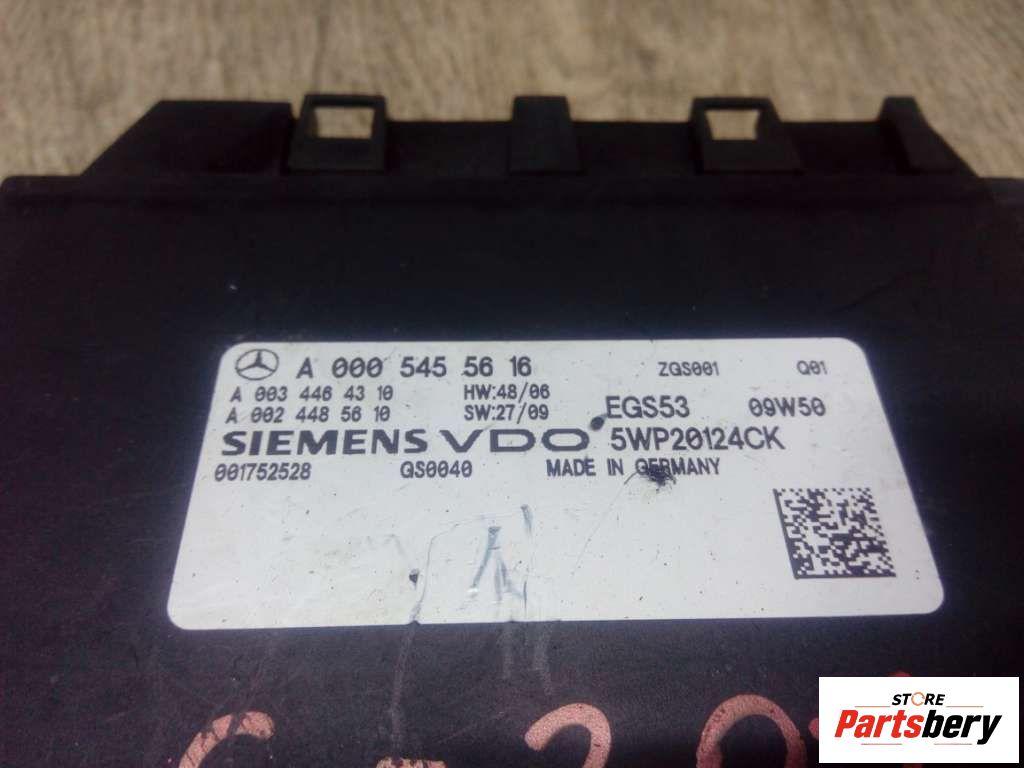 A 000 545 56 16 ZGS001 Q01
A 003 446 43 10 HW:48/06
A 002 448 56 10 SW:27/09 EGS53 09W50
SIEMENS VDO 5WP20124CK
001752528 QS0040 MADE IN GERMANY
STORE
Partsbery